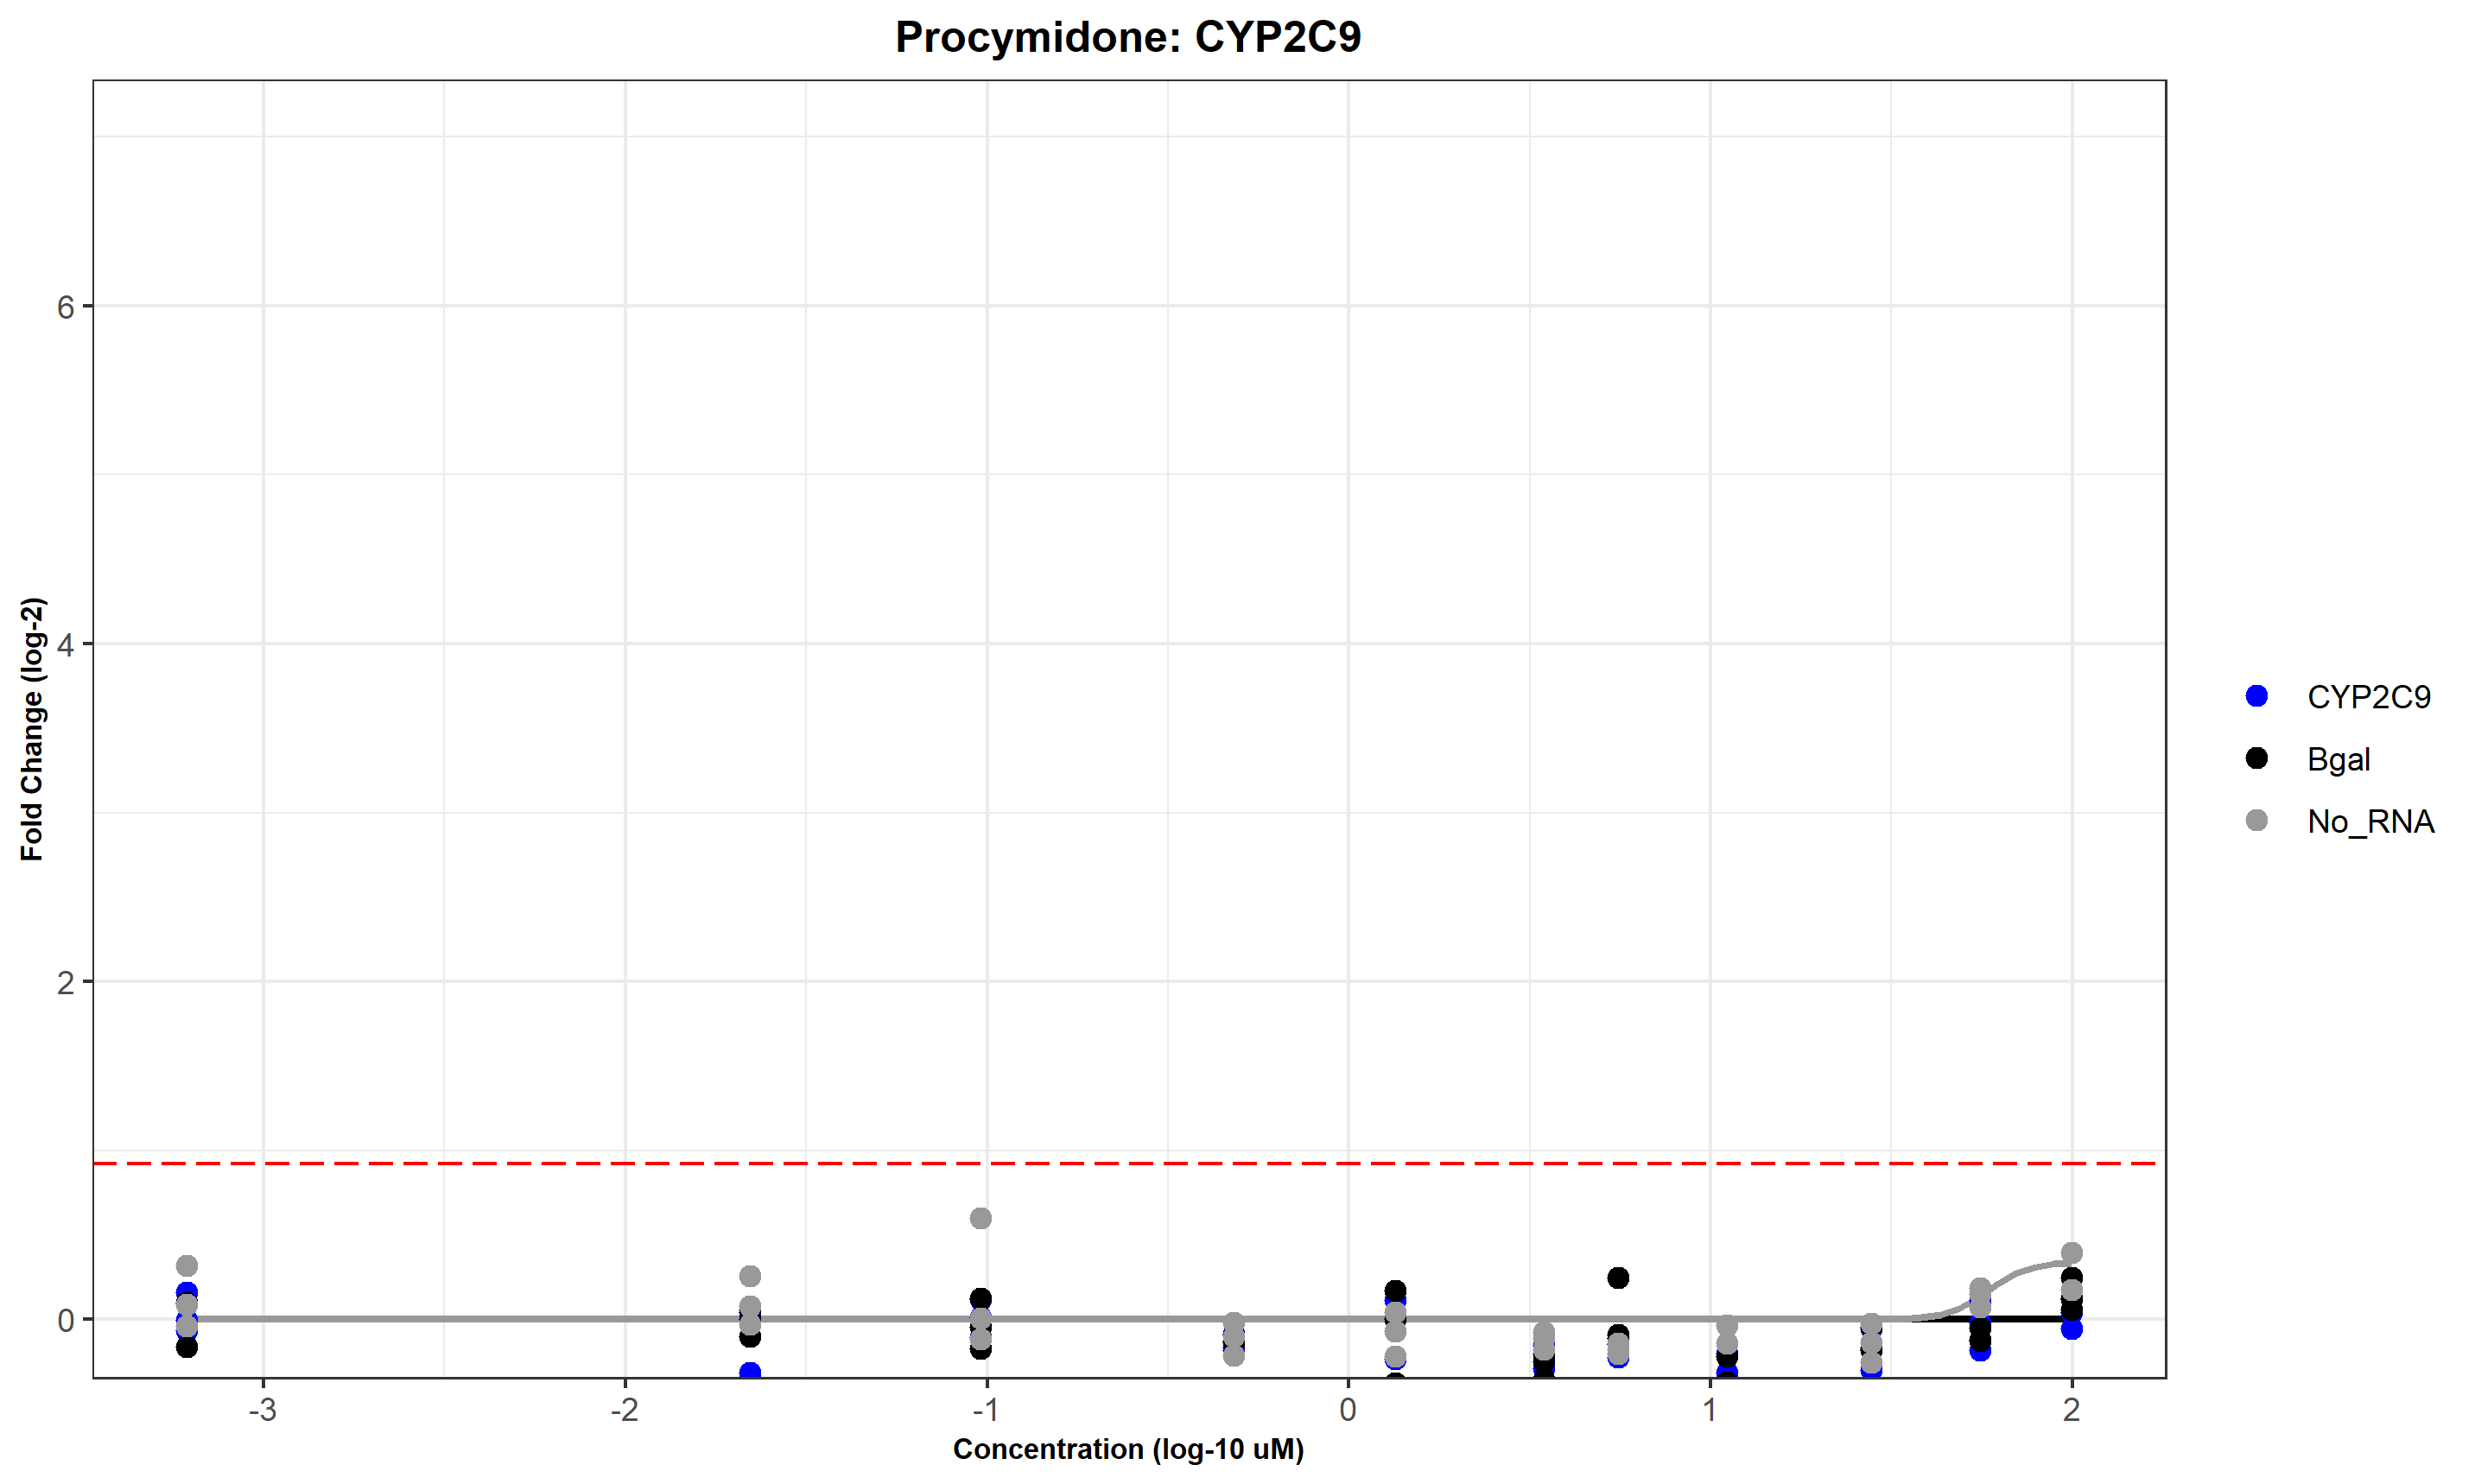 Procymidone: CYP2C9
Fold Change (log-2)
6
4
2
0
-3
-2
-1
0
1
2
Concentration (log-10 uM)
CYP2C9
Bgal
No_RNA